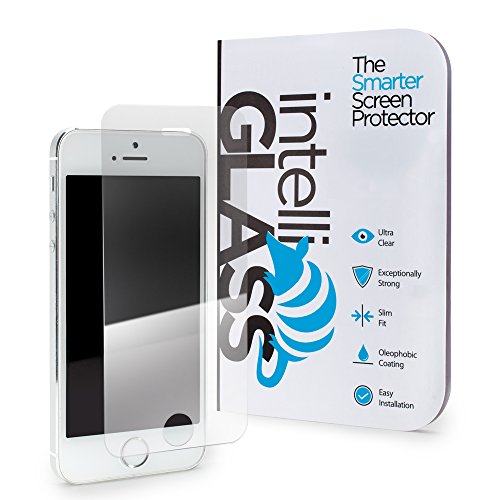 The
Smarter
Screen
Protector
intelli
GLASS
Ultra
Clear
Exceptionally
Strong
Slim
Fit
Oleophobic
Coating
Easy
Installation